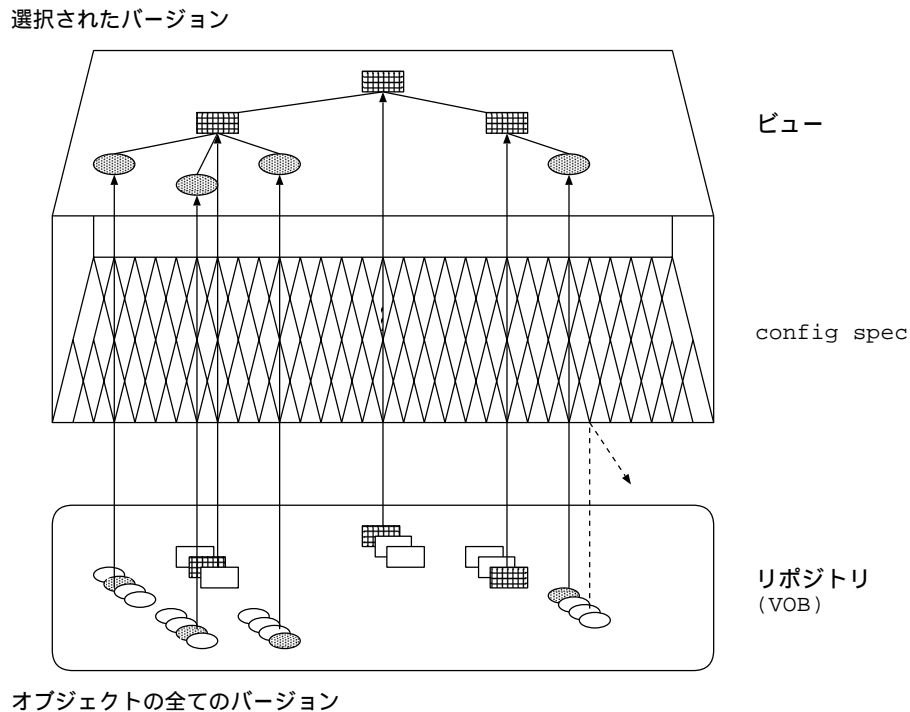 選択されたバージョン
ビュー
config spec
リポジトリ
(VOB)
オブジェクトの全てのバージョン